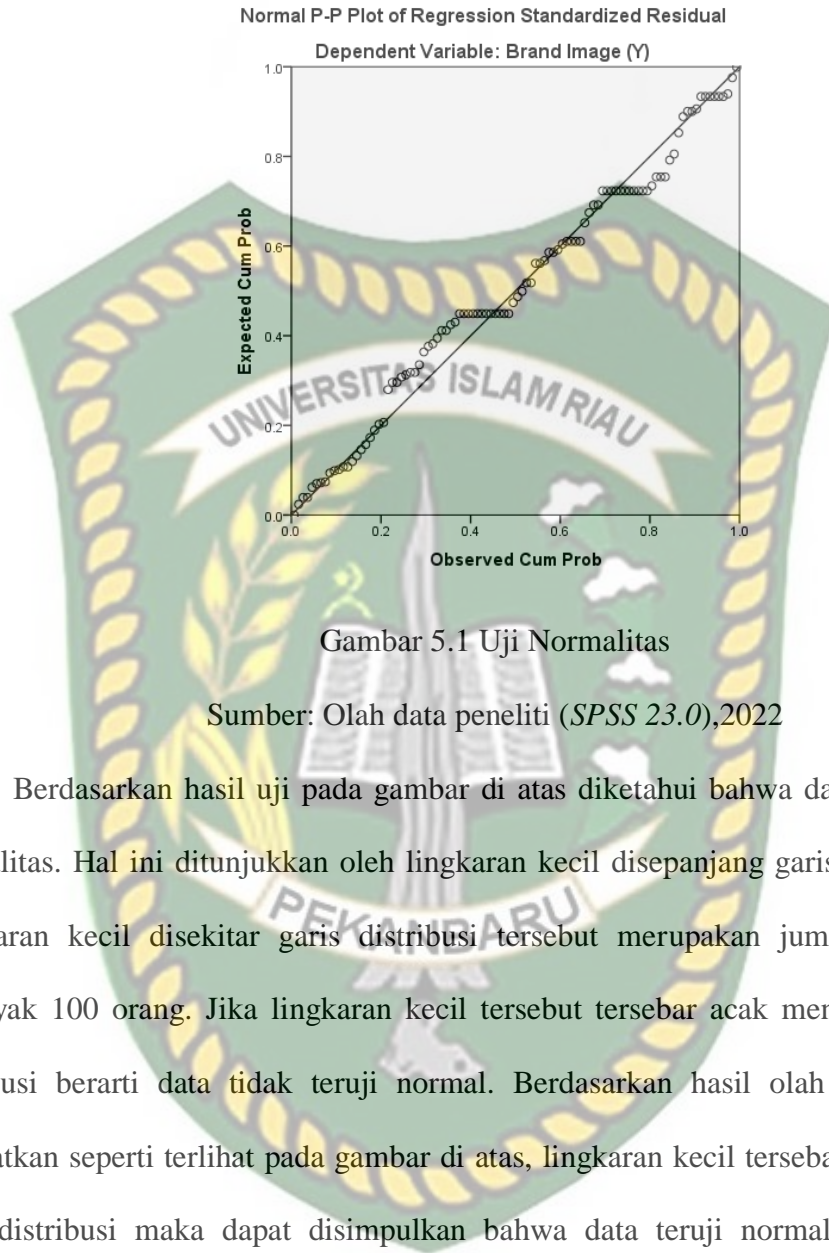 Normal P-P Plot of Regression Standardized Residual
Dependent Variable: Brand Image (Y)
1.0
0.8
0.6
0.4
0.2
0.0
Expected Cum Prob
0.0 0.2 0.4 0.6 0.8 1.0
Observed Cum Prob
UNIVERSITAS ISLAM RIAU
Gambar 5.1 Uji Normalitas
Sumber: Olah data peneliti (SPSS 23.0),2022
Berdasarkan hasil uji pada gambar di atas diketahui bahwa da
litas. Hal ini ditunjukkan oleh lingkaran kecil disepanjang garis
aran kecil disekitar garis distribusi tersebut merupakan jum
yak 100 orang. Jika lingkaran kecil tersebut tersebar acak men
usi berarti data tidak teruji normal. Berdasarkan hasil olah
atkan seperti terlihat pada gambar di atas, lingkaran kecil terseba
distribusi maka dapat disimpulkan bahwa data teruji normal
PEKANBARU